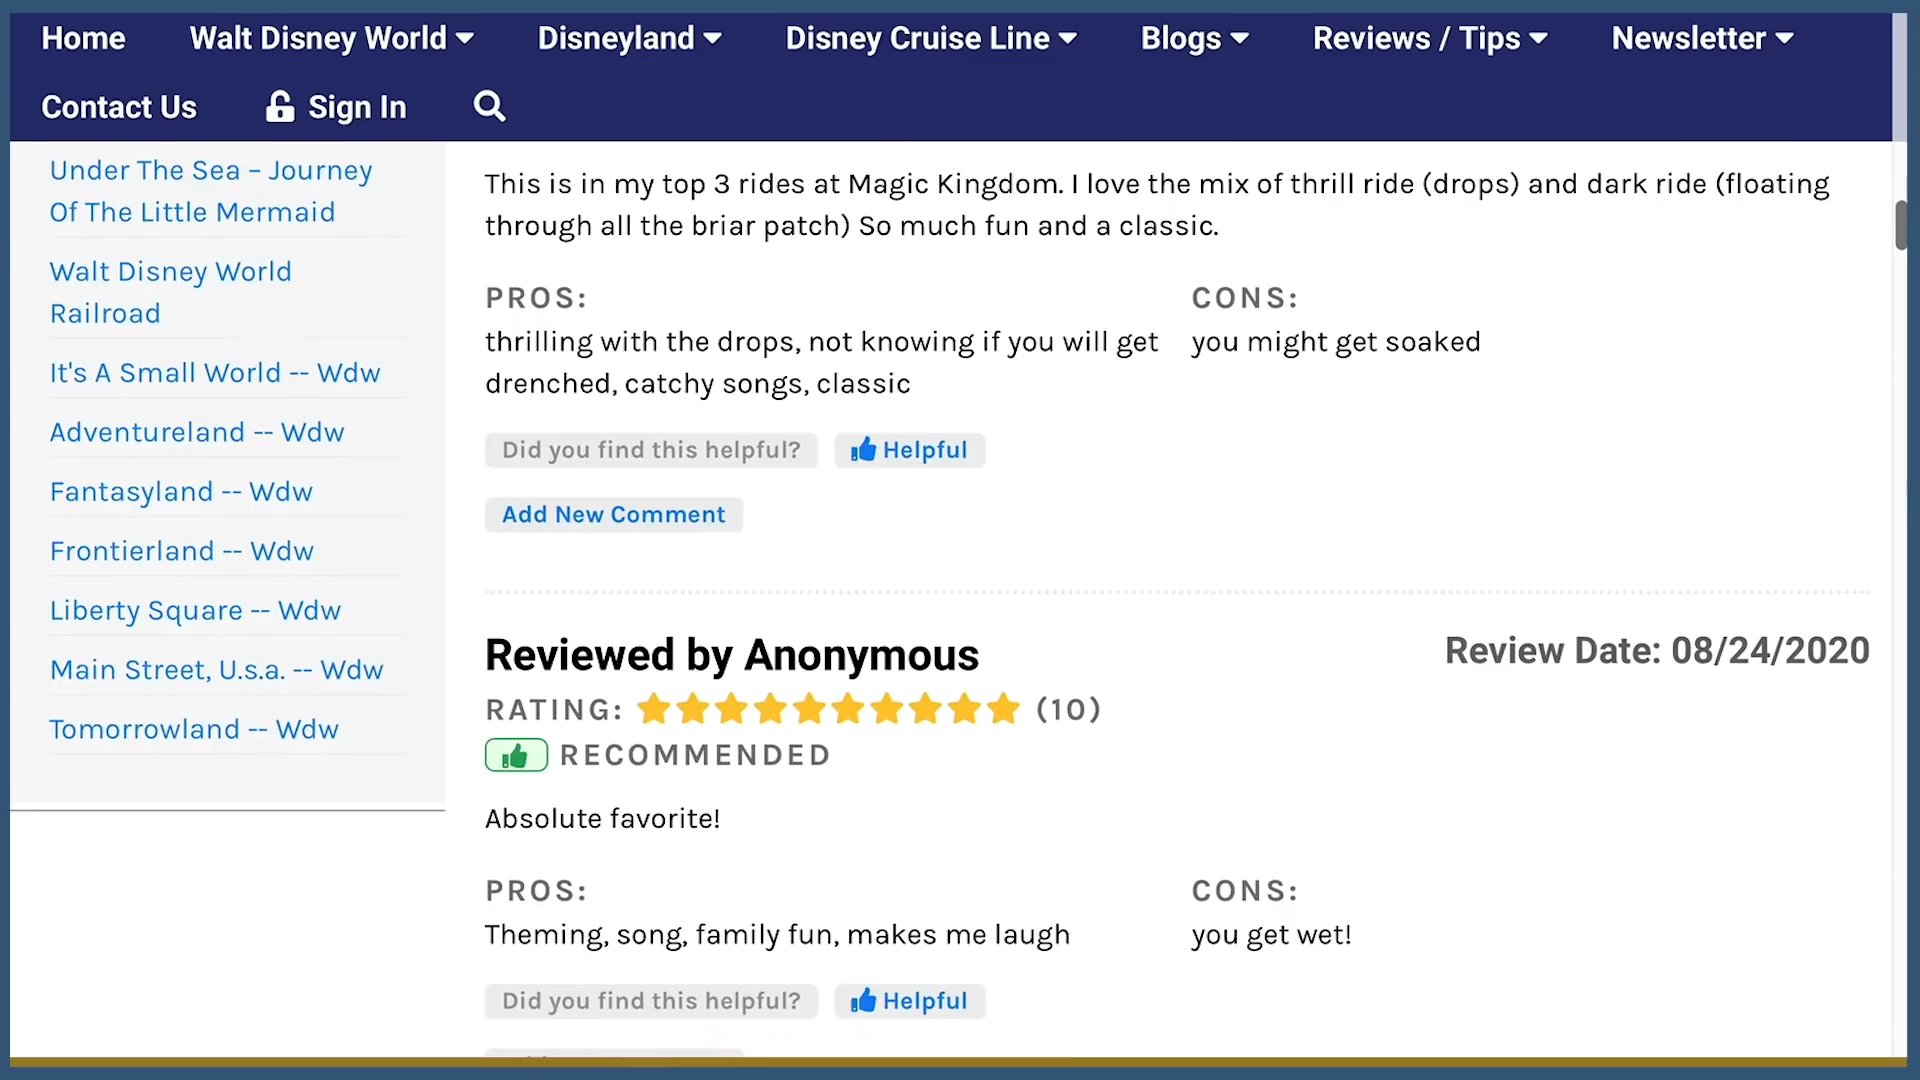 Home
Walt Disney World
Disneyland
Disney Cruise Line
Blogs
Reviews / Tips
Newsletter
Contact Us
Sign In
Under The Sea – Journey
Of The Little Mermaid
Walt Disney World
Railroad
It's A Small World -- Wdw
Adventureland -- Wdw
Fantasyland -- Wdw
Frontierland -- Wdw
Liberty Square -- Wdw
Main Street, U.s.a. -- Wdw
Tomorrowland -- Wdw
This is in my top 3 rides at Magic Kingdom. I love the mix of thrill ride (drops) and dark ride (floating
through all the briar patch) So much fun and a classic.
PROS:
thrilling with the drops, not knowing if you will get
drenched, catchy songs, classic
CONS:
you might get soaked
Did you find this helpful?
Helpful
Add New Comment
Reviewed by Anonymous
Review Date: 08/24/2020
RATING:
(10)
RECOMMENDED
Absolute favorite!
PROS:
Theming, song, family fun, makes me laugh
CONS:
you get wet!
Did you find this helpful?
Helpful